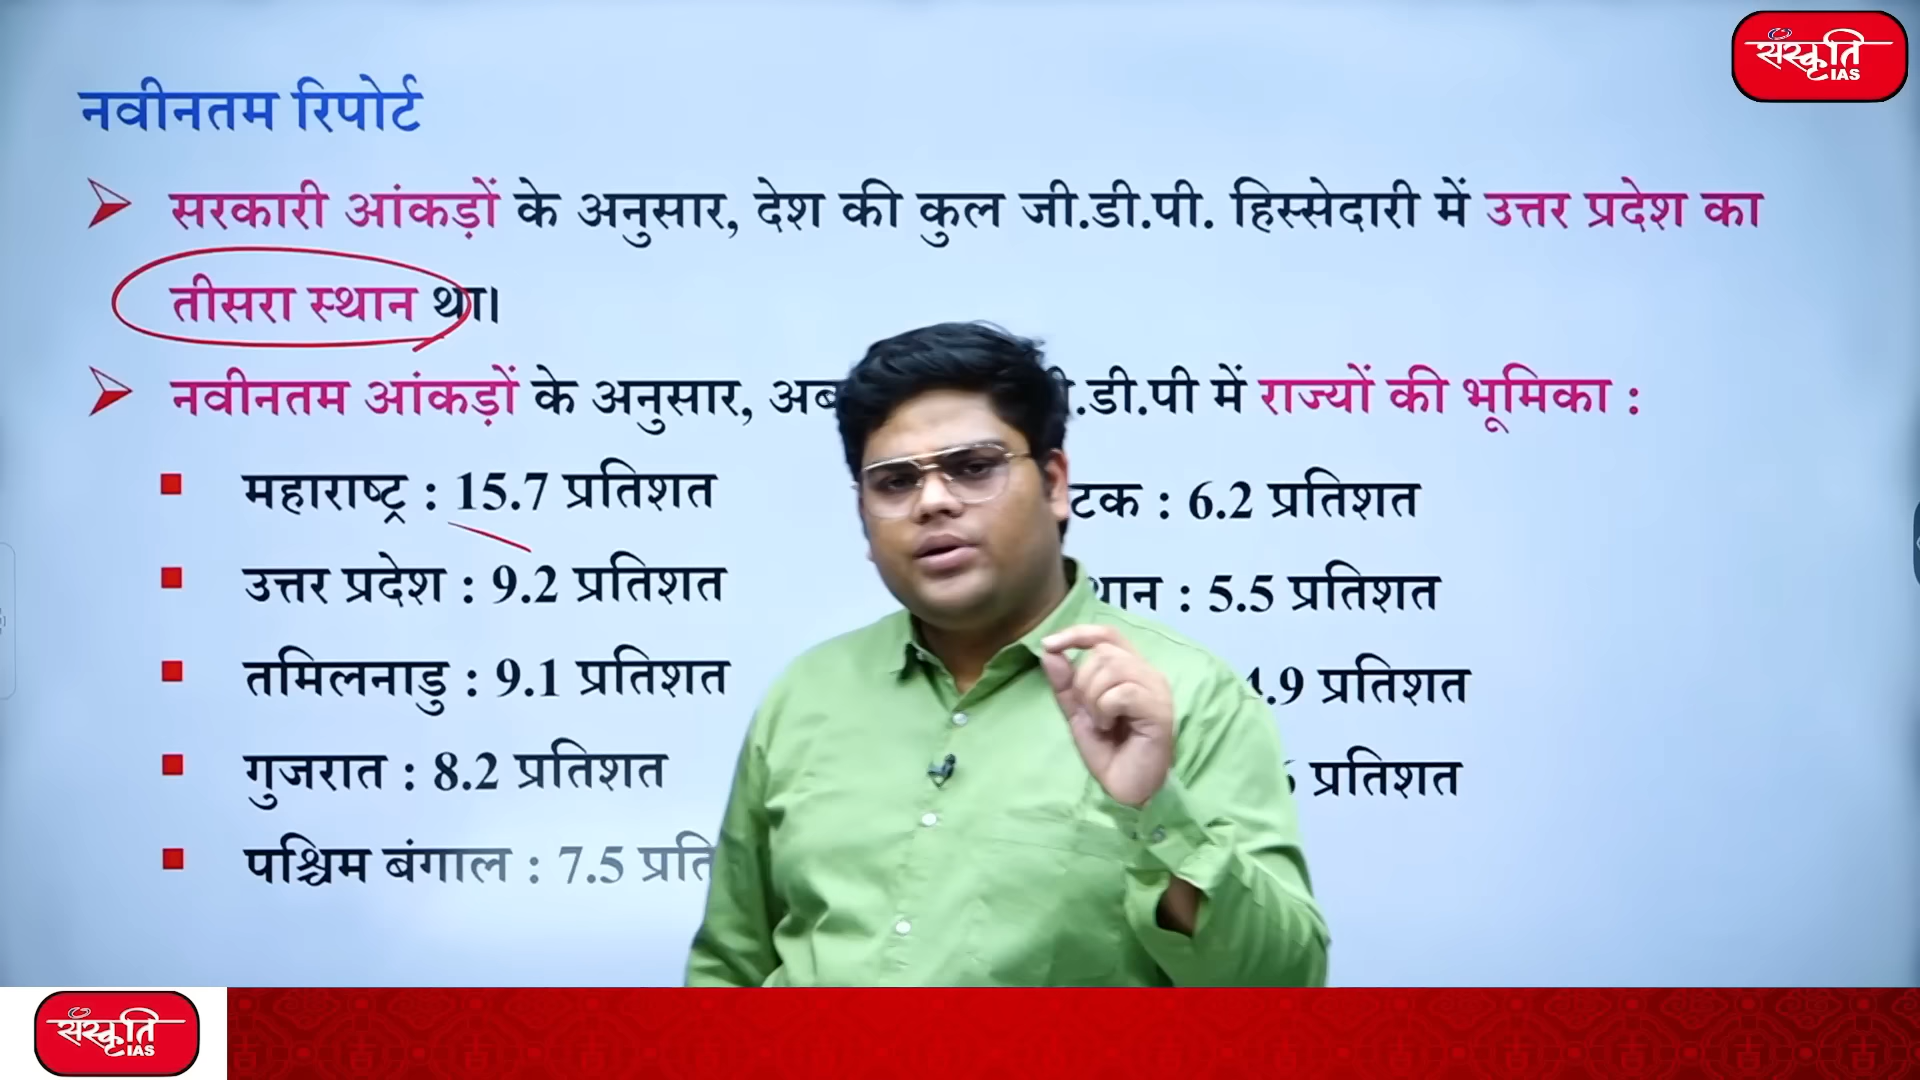 संस्कृति
IAS
नवीनतम रिपोर्ट
सरकारी आंकड़ों के अनुसार, देश की कुल जी.डी.पी. हिस्सेदारी में उत्तर प्रदेश का
तीसरा स्थान था।
नवीनतम आंकड़ों के अनुसार, .डी.पी में राज्यों की भूमिका :
महाराष्ट्र : 15.7 प्रतिशत
उत्तर प्रदेश : 9.2 प्रतिशत
तमिलनाडु : 9.1 प्रतिशत
गुजरात : 8.2 प्रतिशत
पश्चिम बंगाल : 7.5
: 6.2 प्रतिशत
: 5.5 प्रतिशत
.9 प्रतिशत
प्रतिशत
संस्कृति
IAS